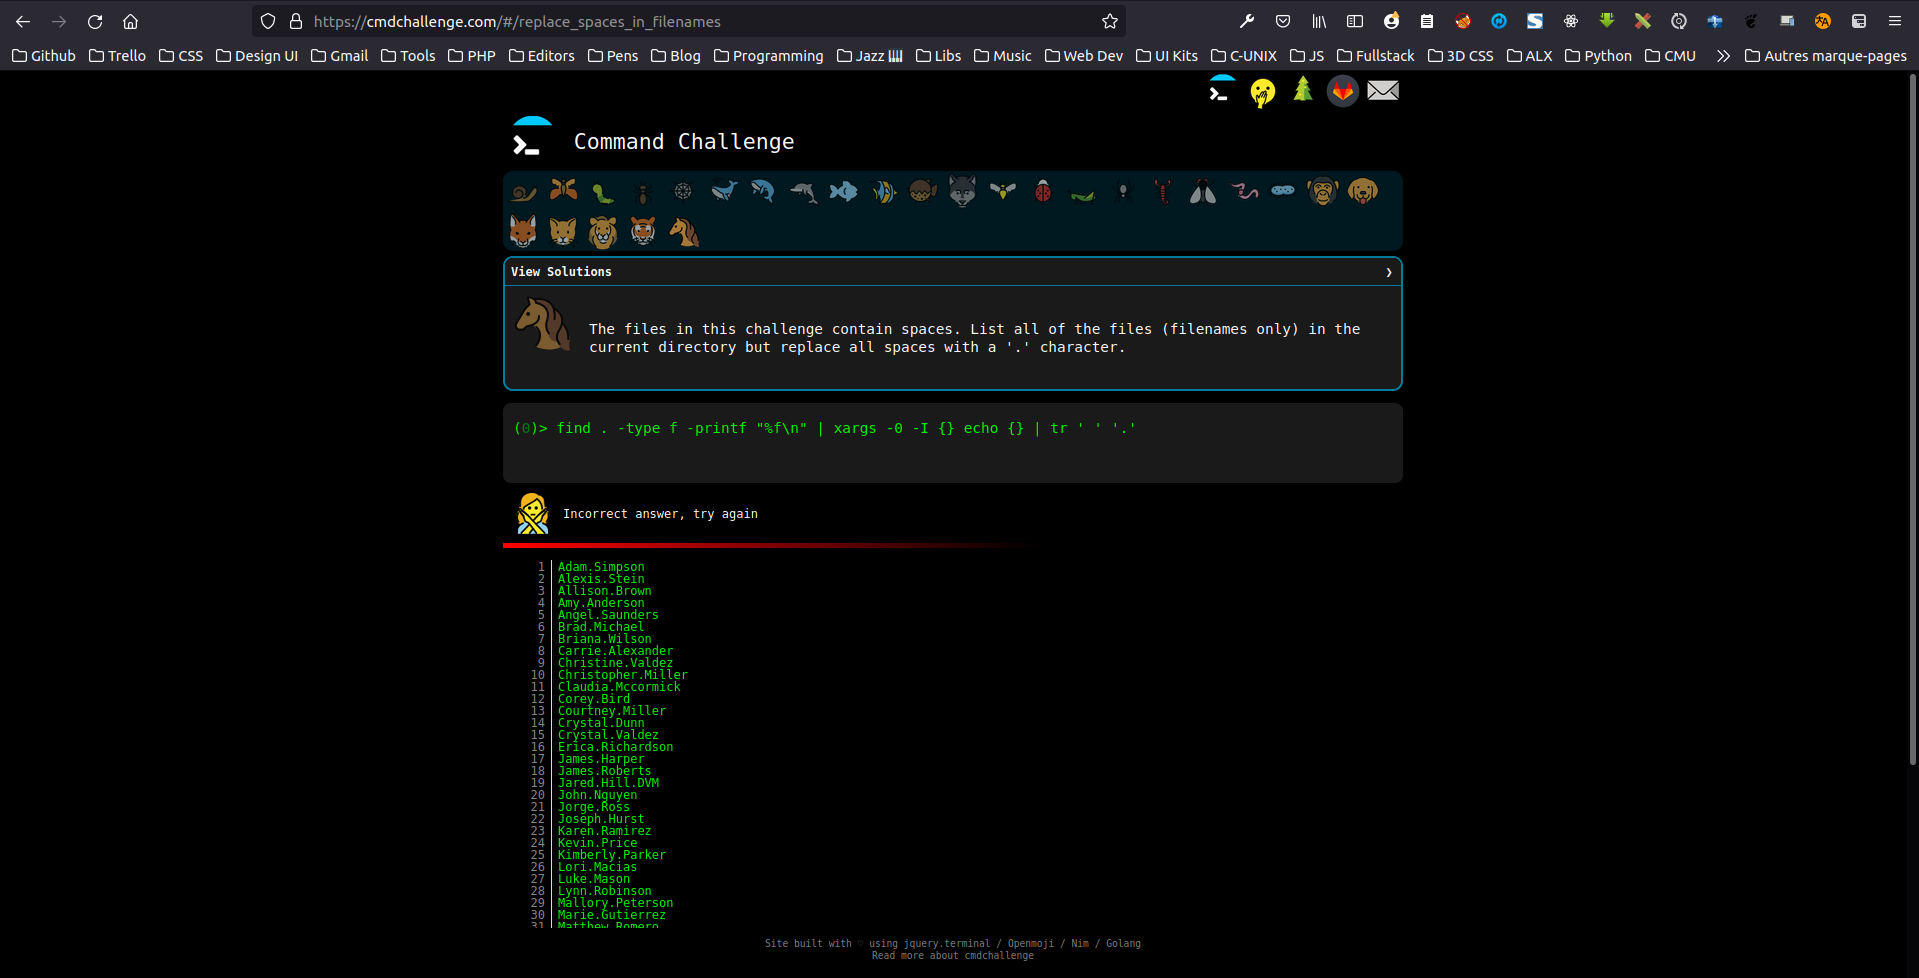 https://cmdchallenge.com/#/replace_spaces_in_filenames
Github Trello CSS Design UI Gmail Tools PHP Editors Pens Blog Programming Jazz Libs Music Web Dev UI Kits C-UNIX JS Fullstack 3D CSS ALX Python CMU Autres marque-pages
Command Challenge
View Solutions ❯
The files in this challenge contain spaces. List all of the files (filenames only) in the
current directory but replace all spaces with a '.' character.
(0)> find . -type f -printf "%f\n" | xargs -0 -I {} echo {} | tr ' ' '.'
Incorrect answer, try again
1 Adam.Simpson
2 Alexis.Stein
3 Allison.Brown
4 Amy.Anderson
5 Angel.Saunders
6 Brad.Michael
7 Briana.Wilson
8 Carrie.Alexander
9 Christine.Valdez
10 Christopher.Miller
11 Claudia.Mccormick
12 Corey.Bird
13 Courtney.Miller
14 Crystal.Dunn
15 Crystal.Valdez
16 Erica.Richardson
17 James.Harper
18 James.Roberts
19 Jared.Hill.DVM
20 John.Nguyen
21 Jorge.Ross
22 Joseph.Hurst
23 Karen.Ramirez
24 Kevin.Price
25 Kimberly.Parker
26 Lori.Macias
27 Luke.Mason
28 Lynn.Robinson
29 Mallory.Peterson
30 Marie.Gutierrez
31 Matthew.Romero
Site built with ♡ using jquery.terminal / Openmoji / Nim / Golang
Read more about cmdchallenge